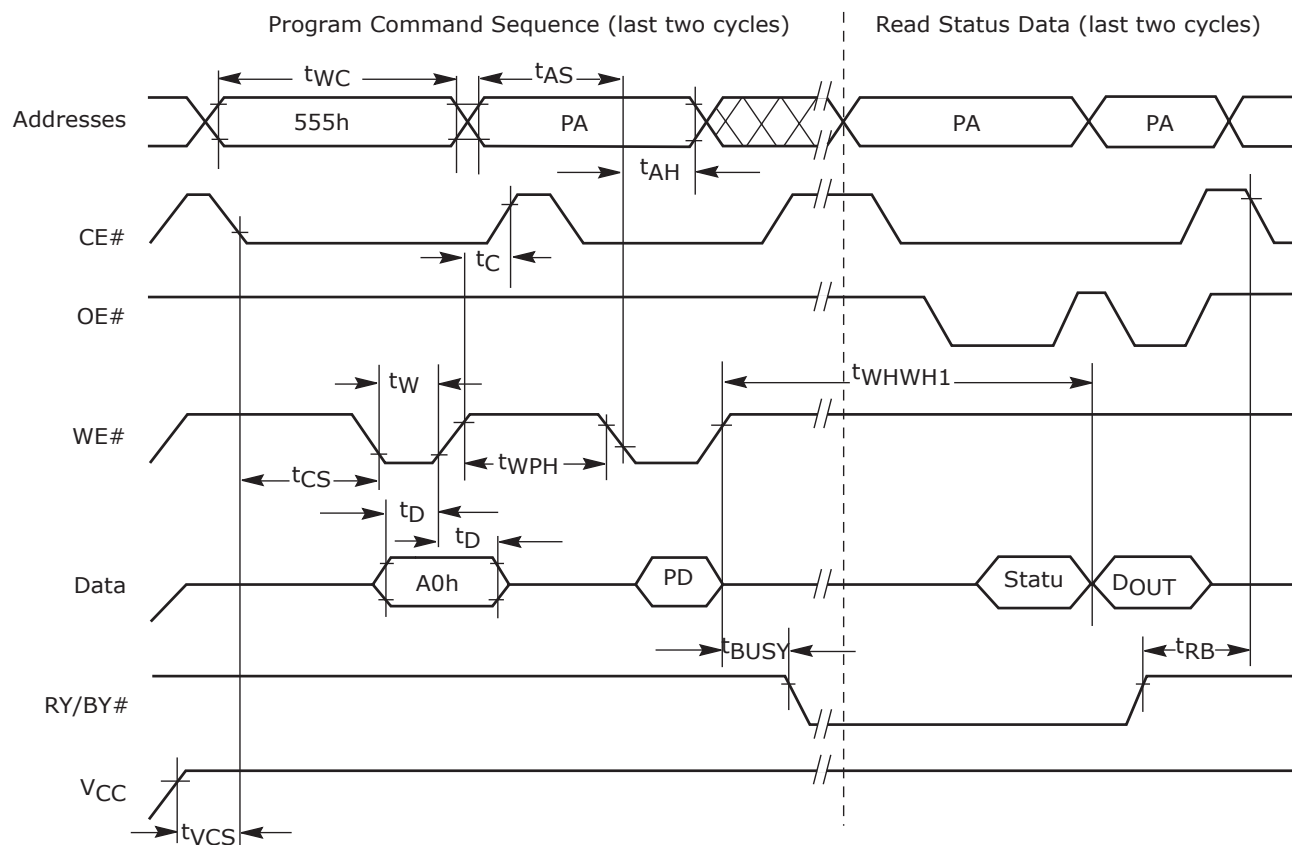 Program Command Sequence (last two cycles)
Read Status Data (last two cycles)
tWC
tAS
Addresses
555h
PA
PA
PA
tAH
CE#
tC
OE#
tW
tWHWH1
WE#
tCS
tWPH
tD
tD
Data
A0h
PD
Statu
DOUT
tBUSY
tRB
RY/BY#
VCC
tVCS